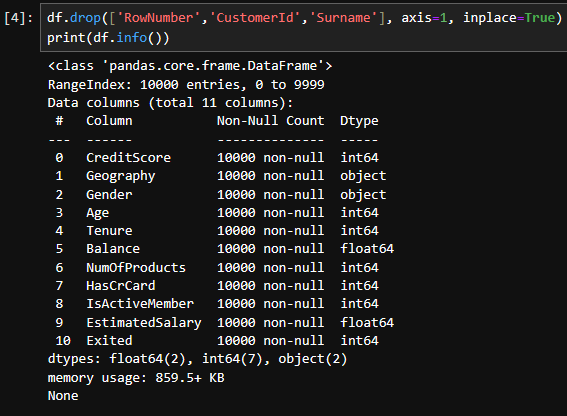 [4]: df.drop(['RowNumber','CustomerId','Surname'], axis=1, inplace=True)
print(df.info())
<class 'pandas.core.frame.DataFrame'>
RangeIndex: 10000 entries, 0 to 9999
Data columns (total 11 columns):
 #   Column           Non-Null Count  Dtype
---  ------           --------------  -----
 0   CreditScore      10000 non-null  int64
 1   Geography        10000 non-null  object
 2   Gender           10000 non-null  object
 3   Age              10000 non-null  int64
 4   Tenure           10000 non-null  int64
 5   Balance          10000 non-null  float64
 6   NumOfProducts    10000 non-null  int64
 7   HasCrCard        10000 non-null  int64
 8   IsActiveMember   10000 non-null  int64
 9   EstimatedSalary  10000 non-null  float64
 10  Exited           10000 non-null  int64
dtypes: float64(2), int64(7), object(2)
memory usage: 859.5+ KB
None